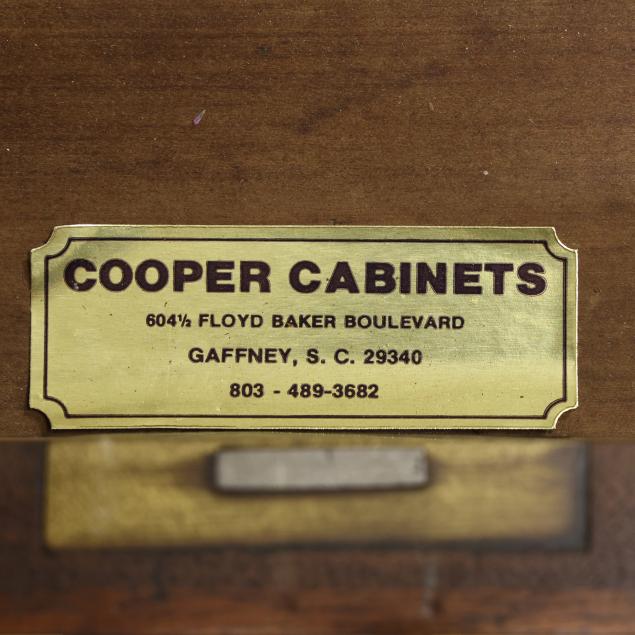 COOPER CABINETS
604½ FLOYD BAKER BOULEVARD
GAFFNEY, S. C. 29340
803 - 489-3682